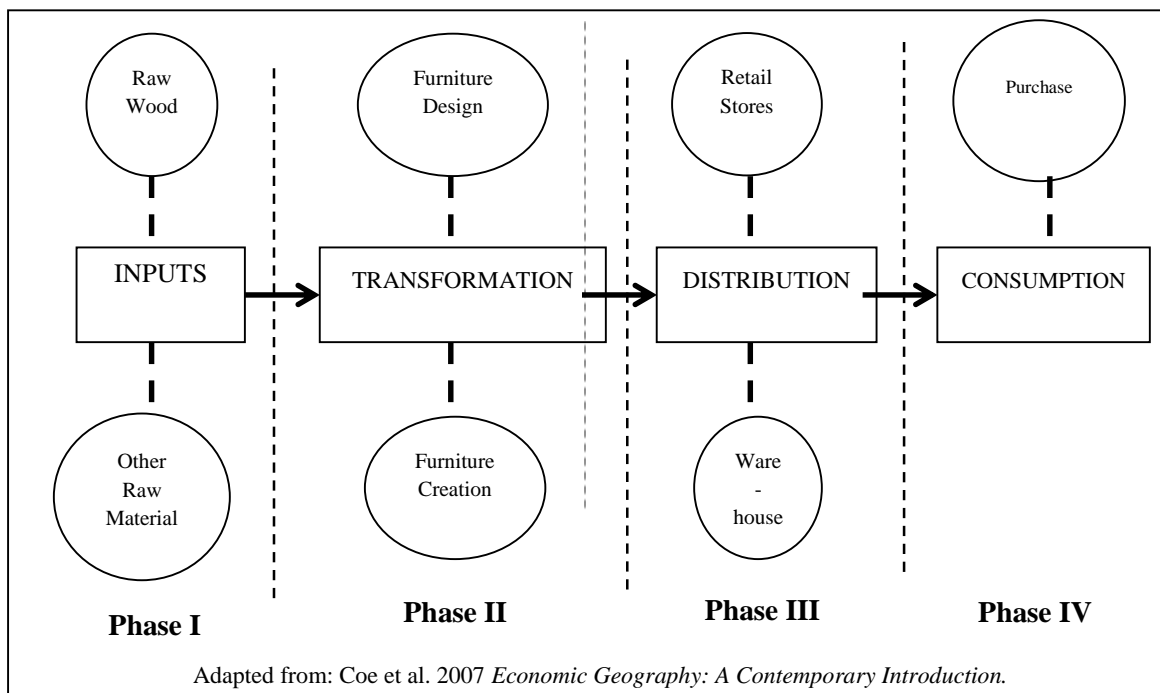 Raw
Wood
Furniture
Design
Retail
Stores
Purchase
INPUTS
TRANSFORMATION
DISTRIBUTION
CONSUMPTION
Other
Raw
Material
Furniture
Creation
Ware
-
house
Phase I
Phase II
Phase III
Phase IV
Adapted from: Coe et al. 2007 Economic Geography: A Contemporary Introduction.